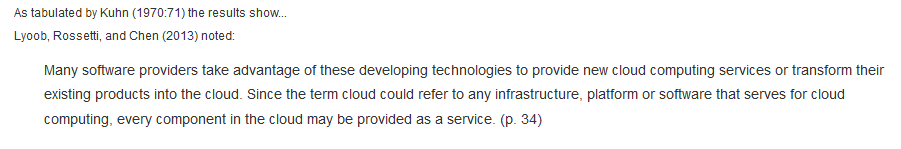 As tabulated by Kuhn (1970:71) the results show...
Lyoob, Rossetti, and Chen (2013) noted:
Many software providers take advantage of these developing technologies to provide new cloud computing services or transform their
existing products into the cloud. Since the term cloud could refer to any infrastructure, platform or software that serves for cloud
computing, every component in the cloud may be provided as a service. (p. 34)